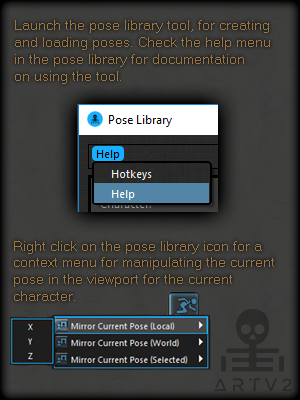 Launch the pose library tool, for creating
and loading poses. Check the help menu
in the pose library for documentation
on using the tool.
Pose Library
Help
Hotkeys
Help
Character:
Right click on the pose library icon for a
context menu for manipulating the current
pose in the viewport for the current
character.
X
Y
Z
Mirror Current Pose (Local)
Mirror Current Pose (World)
Mirror Current Pose (Selected)
ARTV2